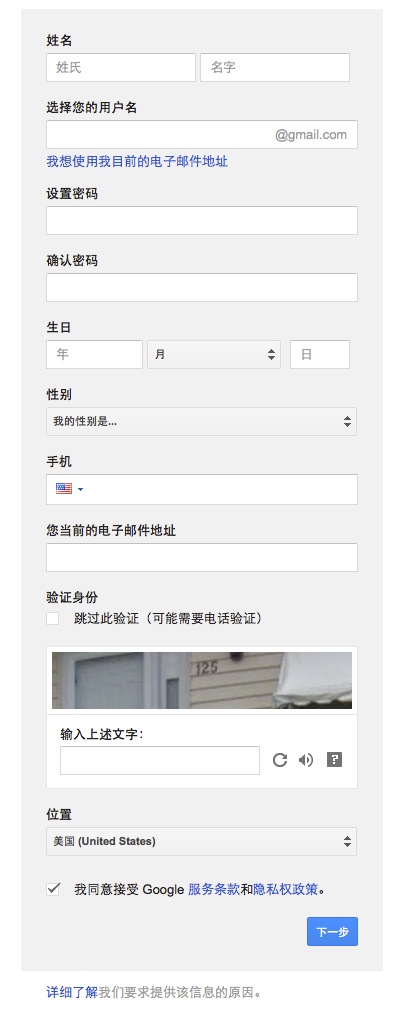 姓名
姓氏 名字
选择您的用户名
@gmail.com
我想使用我目前的电子邮件地址
设置密码
确认密码
生日
年 月 日
性别
我的性别是...
手机
您当前的电子邮件地址
验证身份
跳过此验证（可能需要电话验证）
125
输入上述文字：
?
位置
美国 (United States)
我同意接受 Google 服务条款和隐私权政策。
下一步
详细了解我们要求提供该信息的原因。